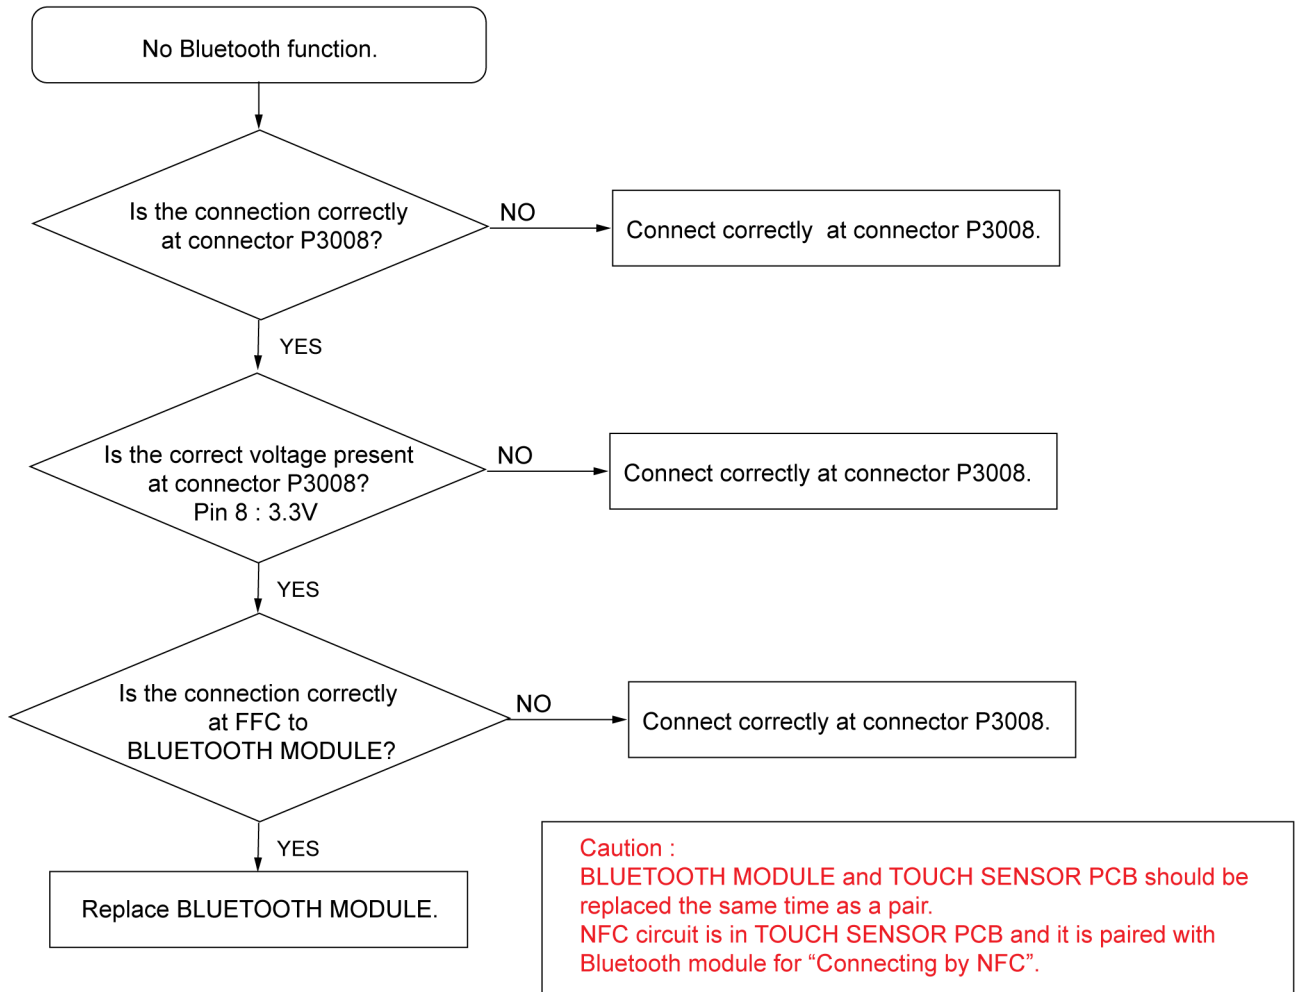 No Bluetooth function.
Is the connection correctly
at connector P3008?
NO
Connect correctly  at connector P3008.
YES
Is the correct voltage present
at connector P3008?
Pin 8 : 3.3V
NO
Connect correctly at connector P3008.
YES
Is the connection correctly
at FFC to
BLUETOOTH MODULE?
NO
Connect correctly at connector P3008.
YES
Replace BLUETOOTH MODULE.
Caution :
BLUETOOTH MODULE and TOUCH SENSOR PCB should be
replaced the same time as a pair.
NFC circuit is in TOUCH SENSOR PCB and it is paired with
Bluetooth module for “Connecting by NFC”.